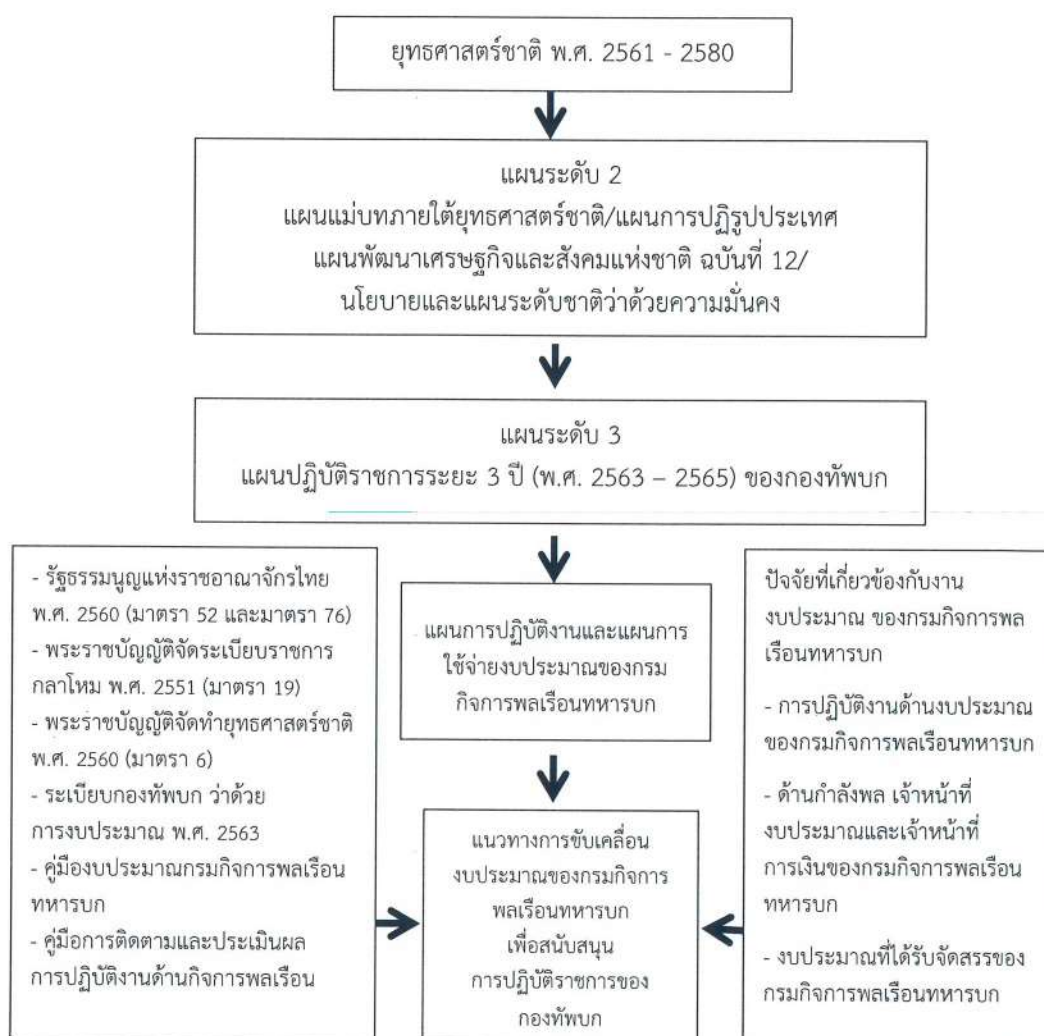 ยุทธศาสตร์ชาติ พ.ศ. 2561 - 2580
แผนระดับ 2
แผนแม่บทภายใต้ยุทธศาสตร์ชาติ/แผนการปฏิรูปประเทศ
แผนพัฒนาเศรษฐกิจและสังคมแห่งชาติ ฉบับที่ 12/
นโยบายและแผนระดับชาติว่าด้วยความมั่นคง
แผนระดับ 3
แผนปฏิบัติราชการระยะ 3 ปี (พ.ศ. 2563 – 2565) ของกองทัพบก
- รัฐธรรมนูญแห่งราชอาณาจักรไทย
พ.ศ. 2560 (มาตรา 52 และมาตรา 76)
- พระราชบัญญัติจัดระเบียบราชการ
กลาโหม พ.ศ. 2551 (มาตรา 19)
- พระราชบัญญัติจัดทำยุทธศาสตร์ชาติ
พ.ศ. 2560 (มาตรา 6)
- ระเบียบกองทัพบก ว่าด้วย
การงบประมาณ พ.ศ. 2563
- คู่มืองบประมาณกรมกิจการพลเรือน
ทหารบก
- คู่มือการติดตามและประเมินผล
การปฏิบัติงานด้านกิจการพลเรือน
แผนการปฏิบัติงานและแผนการ
ใช้จ่ายงบประมาณของกรม
กิจการพลเรือนทหารบก
แนวทางการขับเคลื่อน
งบประมาณของกรมกิจการ
พลเรือนทหารบก
เพื่อสนับสนุน
การปฏิบัติราชการของ
กองทัพบก
ปัจจัยที่เกี่ยวข้องกับงาน
งบประมาณ ของกรมกิจการพล
เรือนทหารบก
- การปฏิบัติงานด้านงบประมาณ
ของกรมกิจการพลเรือนทหารบก
- ด้านกำลังพล เจ้าหน้าที่
งบประมาณและเจ้าหน้าที่
การเงินของกรมกิจการพลเรือน
ทหารบก
- งบประมาณที่ได้รับจัดสรรของ
กรมกิจการพลเรือนทหารบก